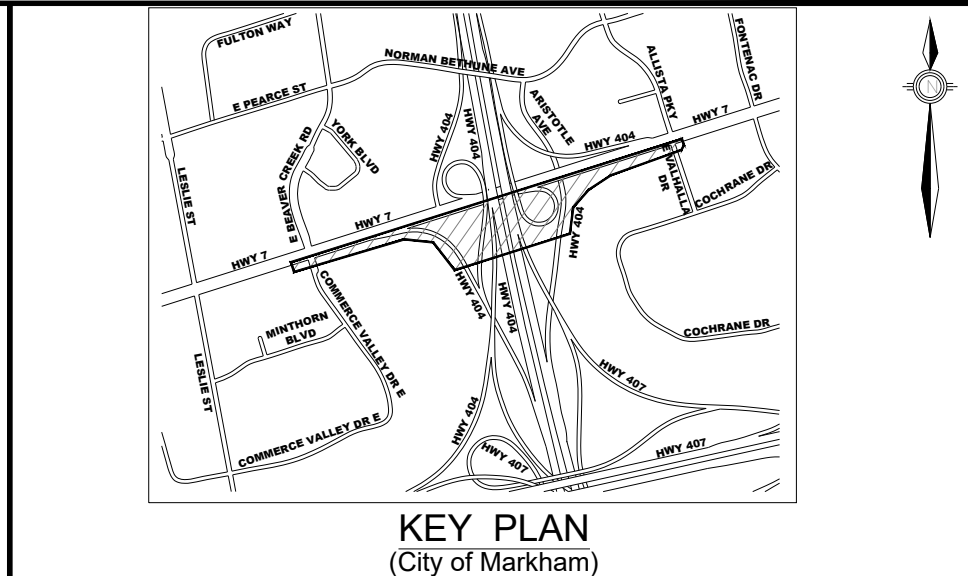 FULTON WAY
NORMAN BETHUNE AVE
E PEARCE ST
ALLISTA PKY
FONTENAC DR
ARISTOTLE
AVE
HWY 404
HWY 404
HWY 404
HWY 7
YORK BLVD
E BEAVER CREEK RD
LESLIE ST
E VALHALLA
DR
COCHRANE DR
HWY 7
HWY 7
HWY 404
HWY 404
HWY 404
COMMERCE VALLEY DR E
MINTHORN
BLVD
COCHRANE DR
LESLIE ST
HWY 407
HWY 404
COMMERCE VALLEY DR E
HWY 407
HWY 407
N
KEY PLAN
(City of Markham)